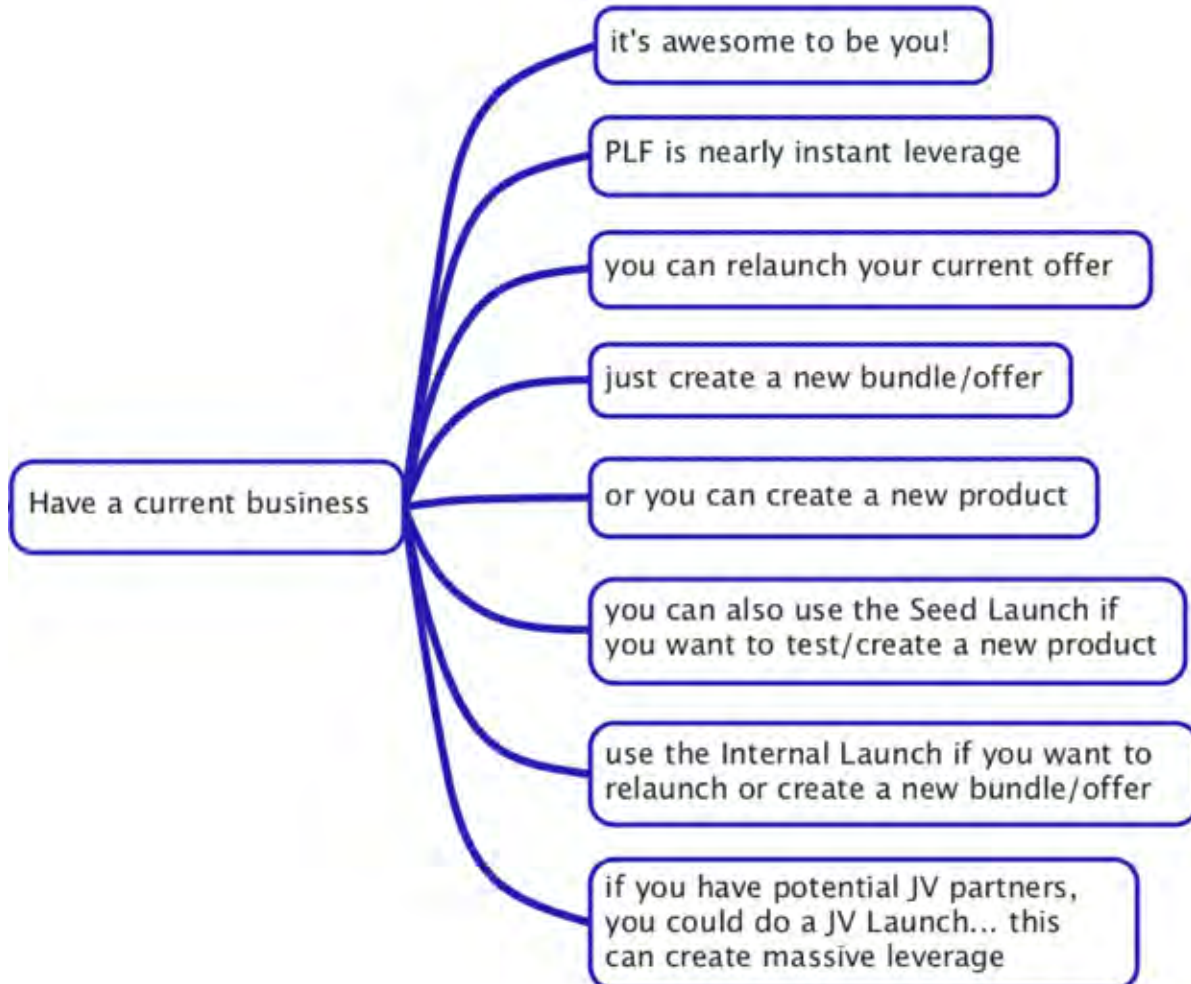 it's awesome to be you!
PLF is nearly instant leverage
you can relaunch your current offer
just create a new bundle/offer
Have a current business
or you can create a new product
you can also use the Seed Launch if
you want to test/create a new product
use the Internal Launch if you want to
relaunch or create a new bundle/offer
if you have potential JV partners,
you could do a JV Launch... this
can create massive leverage